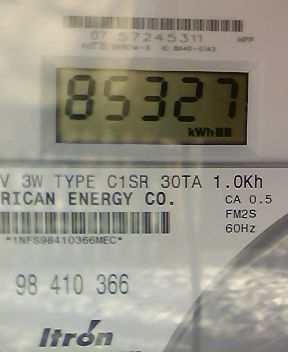 07 57245311
85327
kWh
V 3W TYPE C1SR 30TA 1.0Kh
RICAN ENERGY CO.
CA 0.5
FM2S
60Hz
*1NFS98410366MEC*
98 410 366
Itrón